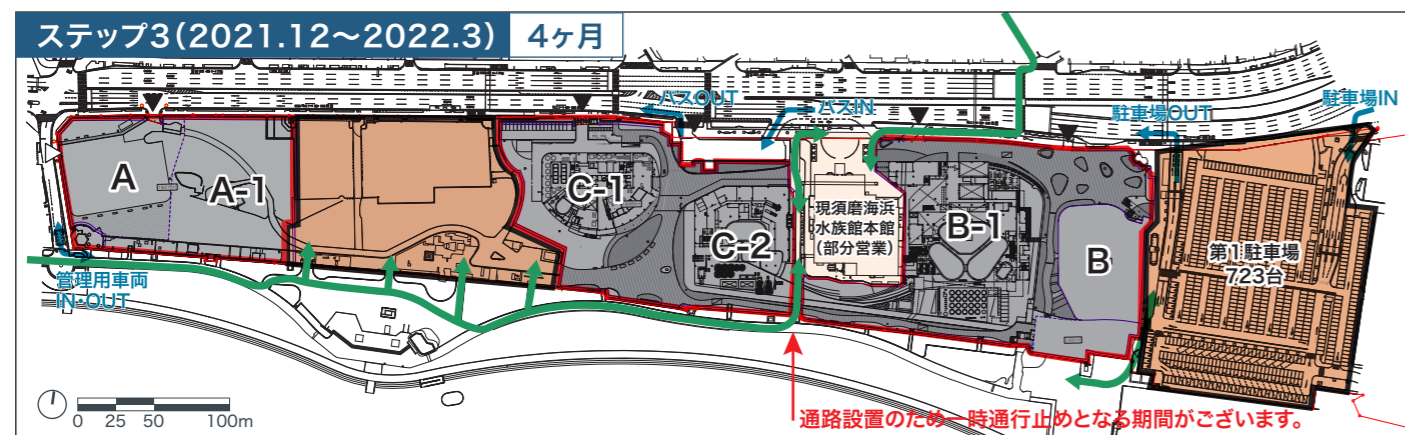 ステップ3(2021.12〜2022.3) 4ヶ月
バスOUT
バスIN
駐車場OUT
駐車場IN
A
A-1
C-1
C-2
現須磨海浜
水族館本館
(部分営業)
B-1
B
第1駐車場
723台
管理用車両
IN・OUT
通路設置のため一時通行止めとなる期間がございます。
0 25 50 100m